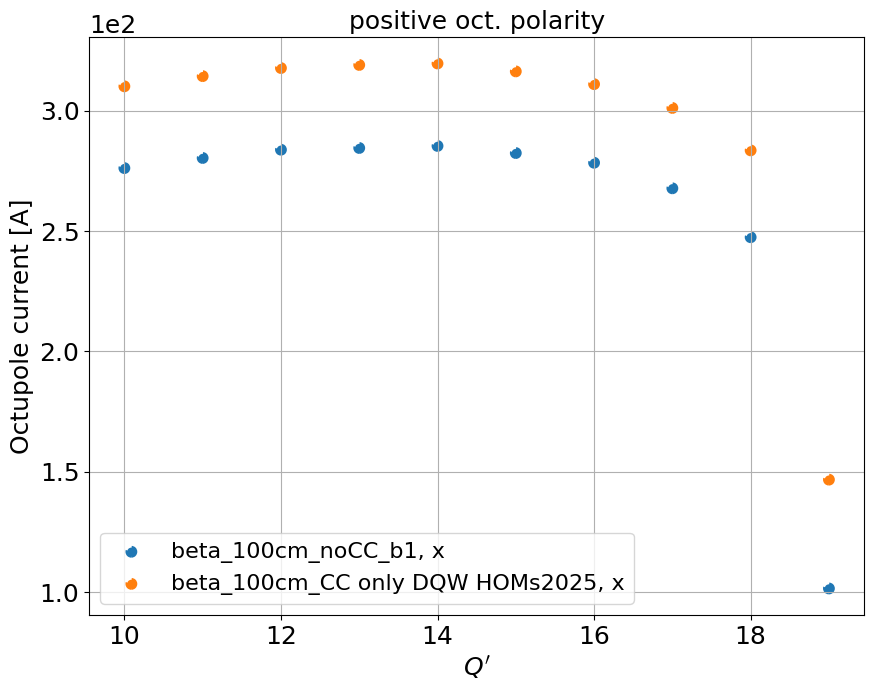 positive oct. polarity
1e2
3.0
2.5
2.0
1.5
1.0
Octupole current [A]
beta_100cm_noCC_b1, x
beta_100cm_CC only DQW HOMs2025, x
10 12 14 16 18
Q′